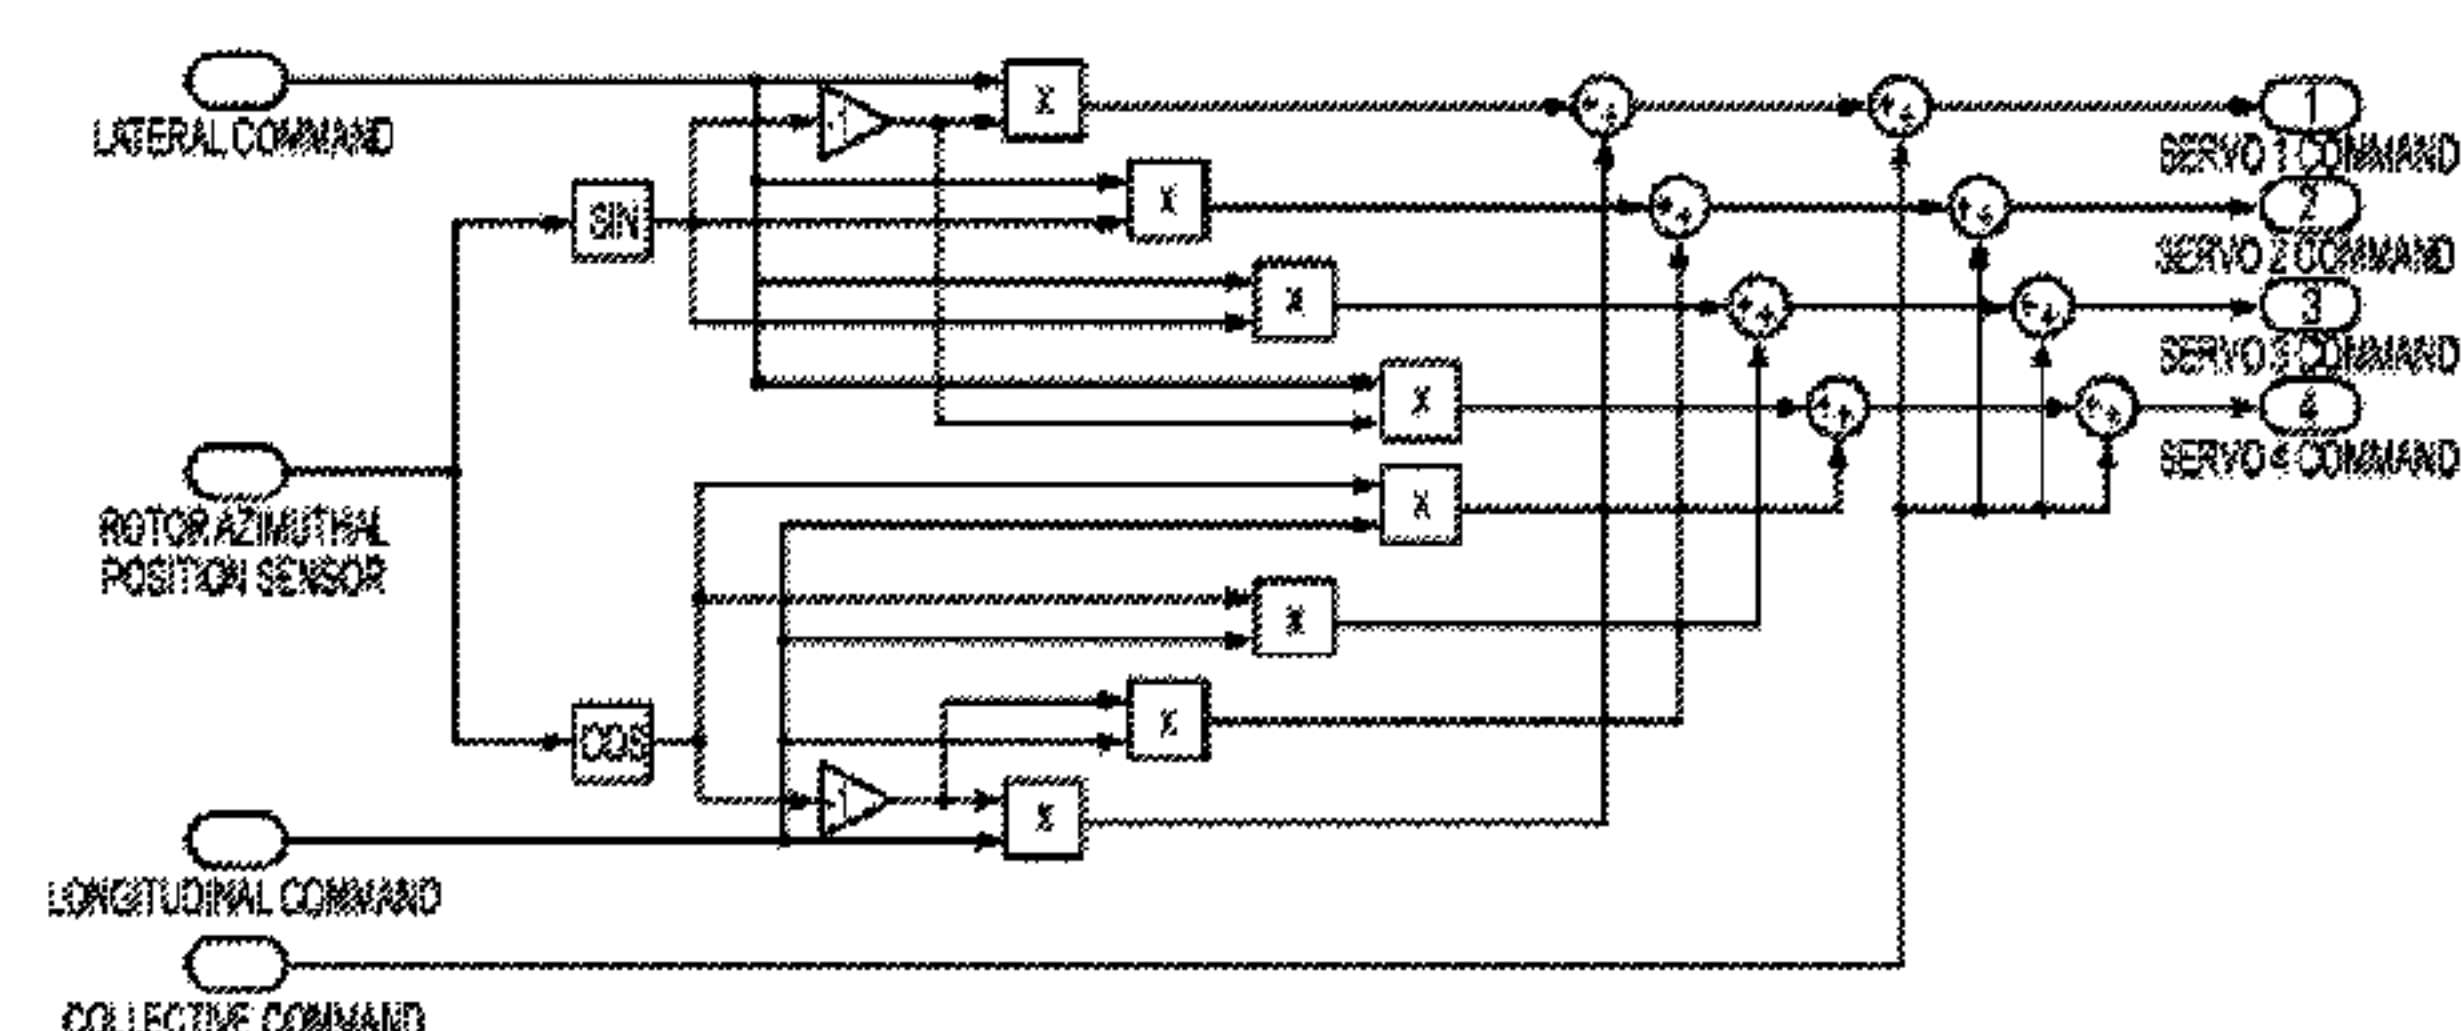 X
1
LATERAL COMMAND
-1
SERVO 1 COMMAND
X
2
SIN
SERVO 2 COMMAND
X
3
SERVO 3 COMMAND
X
4
SERVO 4 COMMAND
X
ROTOR AZIMUTHAL
POSITION SENSOR
X
X
COS
-1
X
LONGITUDINAL COMMAND
COLLECTIVE COMMAND